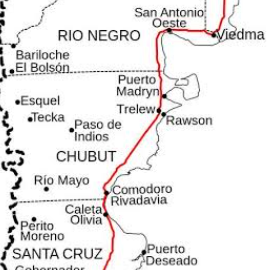 San Antonio
Oeste
RIO NEGRO
Viedma
Bariloche
El Bolsón
Puerto
Madryn
Esquel
Trelew
Tecka
Rawson
Paso de
Indios
CHUBUT
Río Mayo
Comodoro
Rivadavia
Caleta
Olivia
Perito
Moreno
SANTA CRUZ
Puerto
Deseado
Gobernador